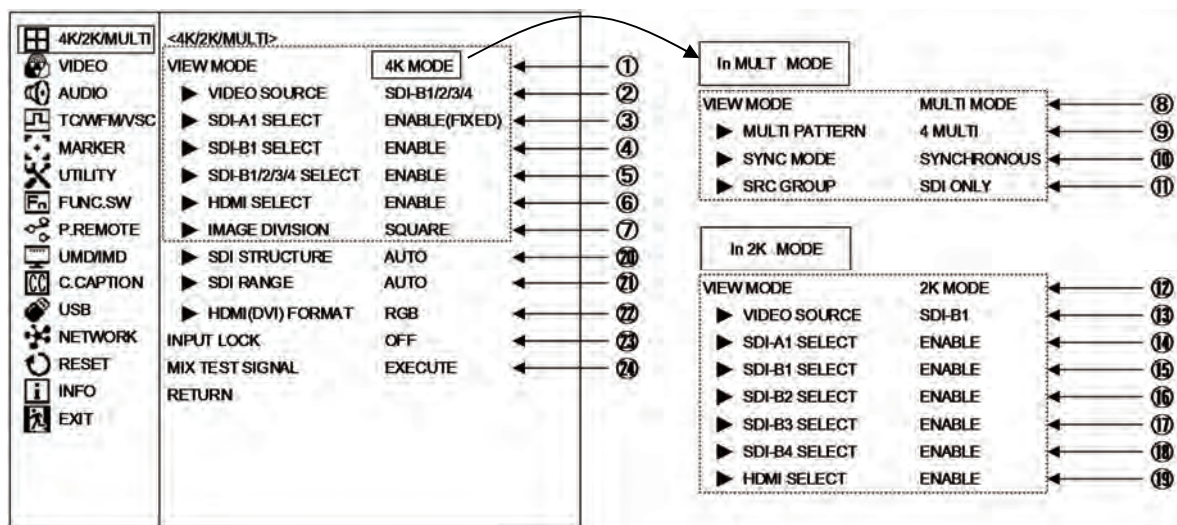 4K/2K/MULTI
VIDEO
AUDIO
TC/WFM/VSC
MARKER
UTILITY
Fn FUNC.SW
P.REMOTE
UMD/IMD
CC C.CAPTION
USB
NETWORK
RESET
i INFO
EXIT
<4K/2K/MULTI>
VIEW MODE 4K MODE ①
▶ VIDEO SOURCE SDI-B1/2/3/4 ②
▶ SDI-A1 SELECT ENABLE(FIXED) ③
▶ SDI-B1 SELECT ENABLE ④
▶ SDI-B1/2/3/4 SELECT ENABLE ⑤
▶ HDMI SELECT ENABLE ⑥
▶ IMAGE DIVISION SQUARE ⑦
▶ SDI STRUCTURE AUTO ⑳
▶ SDI RANGE AUTO ㉑
▶ HDMI(DVI) FORMAT RGB ㉒
INPUT LOCK OFF ㉓
MIX TEST SIGNAL EXECUTE ㉔
RETURN
In MULT MODE
VIEW MODE MULTI MODE ⑧
▶ MULTI PATTERN 4 MULTI ⑨
▶ SYNC MODE SYNCHRONOUS ⑩
▶ SRC GROUP SDI ONLY ⑪
In 2K MODE
VIEW MODE 2K MODE ⑫
▶ VIDEO SOURCE SDI-B1 ⑬
▶ SDI-A1 SELECT ENABLE ⑭
▶ SDI-B1 SELECT ENABLE ⑮
▶ SDI-B2 SELECT ENABLE ⑯
▶ SDI-B3 SELECT ENABLE ⑰
▶ SDI-B4 SELECT ENABLE ⑱
▶ HDMI SELECT ENABLE ⑲